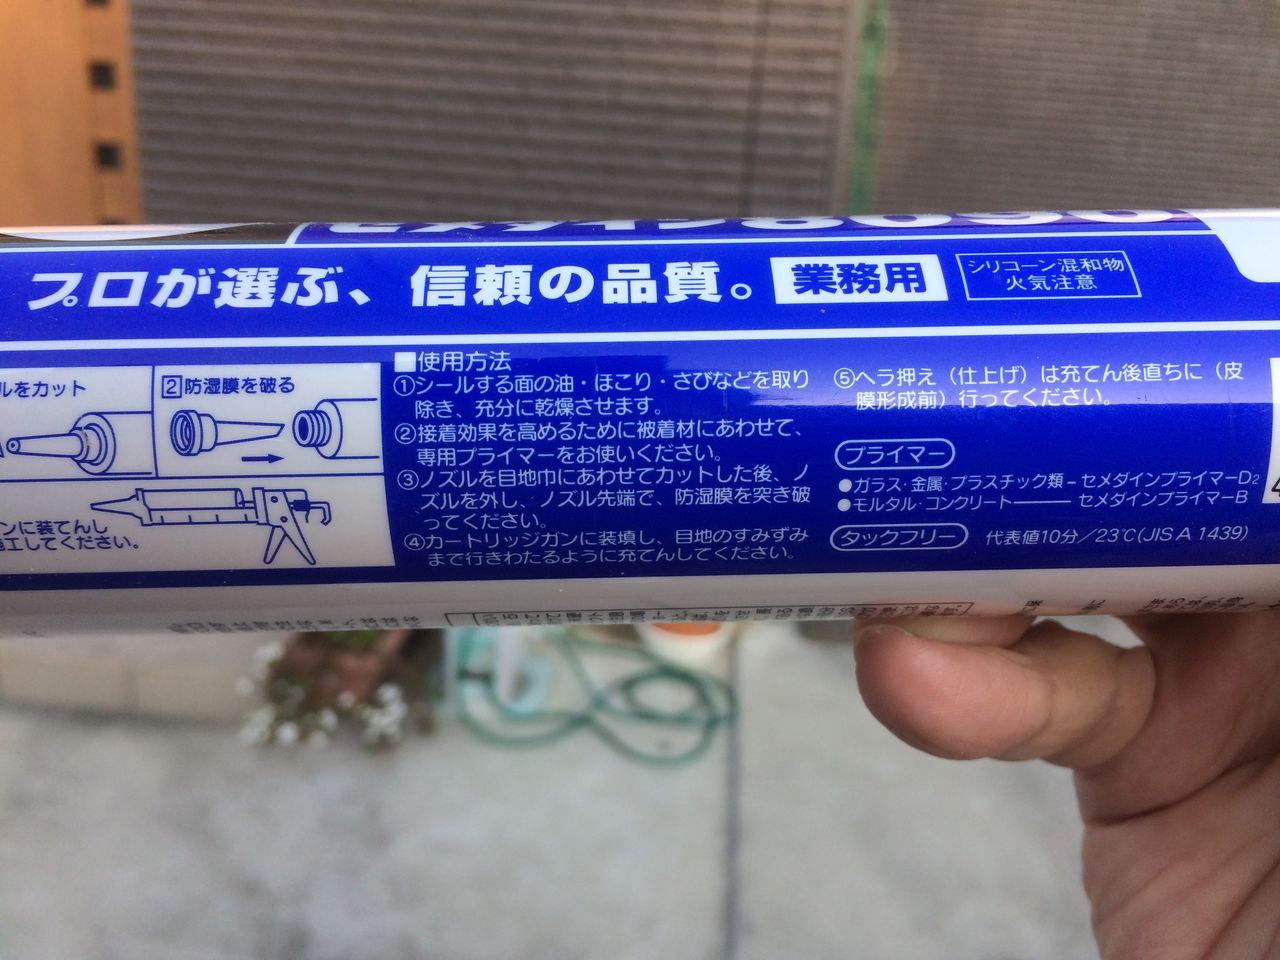 プロが選ぶ、信頼の品質。
業務用
シリコーン混和物
火気注意
ルをカット
2 防湿膜を破る
ンに装てんし
工してください。
■使用方法
①シールする面の油・ほこり・さびなどを取り
除き、充分に乾燥させます。
②接着効果を高めるために被着材にあわせて、
専用プライマーをお使いください。
③ノズルを目地巾にあわせてカットした後、ノ
ズルを外し、ノズル先端で、防湿膜を突き破
ってください。
④カートリッジガンに装填し、目地のすみずみ
まで行きわたるように充てんしてください。
⑤ヘラ押え（仕上げ）は充てん後直ちに（皮
膜形成前）行ってください。
プライマー
●ガラス・金属・プラスチック類－セメダインプライマーD2
●モルタル・コンクリート―セメダインプライマーB
タックフリー 代表値10分／23℃(JIS A 1439)